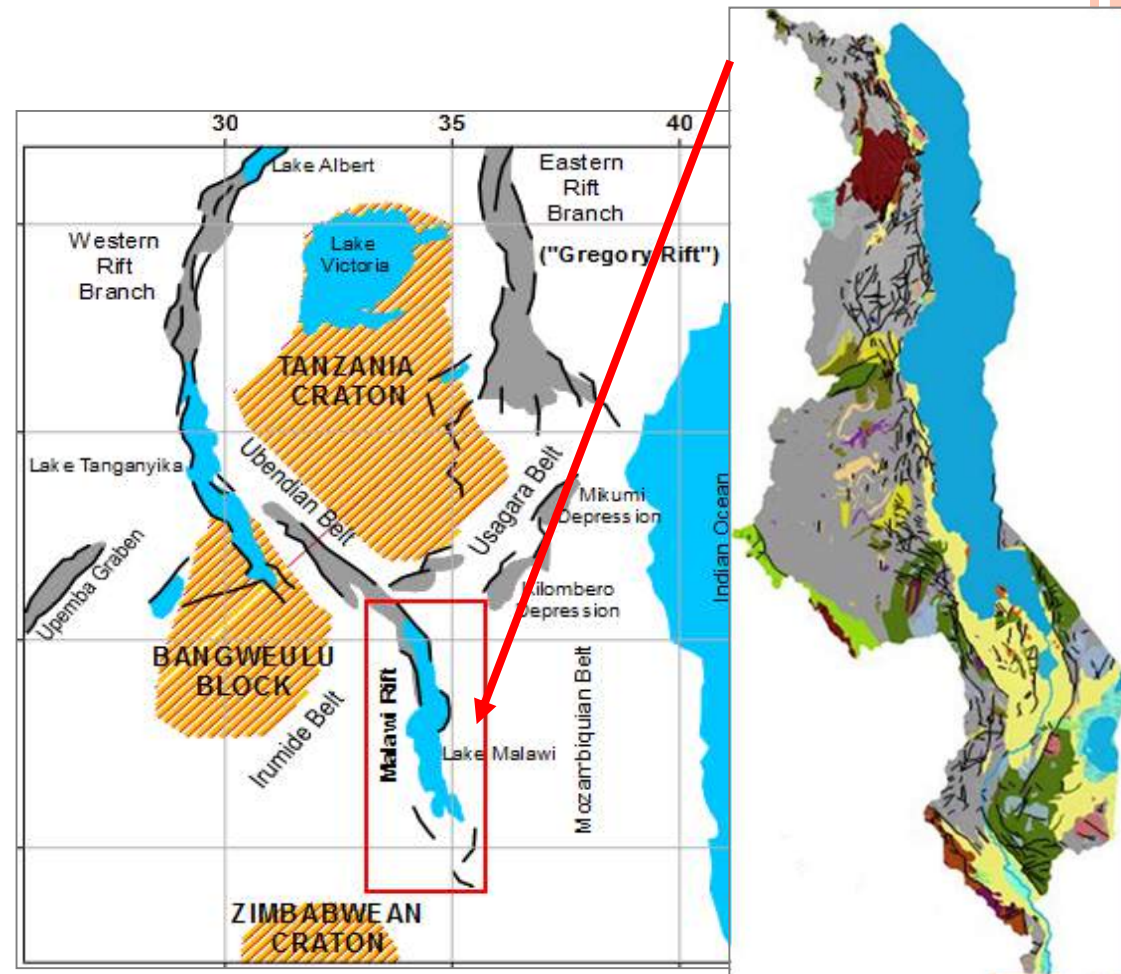 30 35 40
Lake Albert
Eastern
Rift
Branch
("Gregory Rift")
Western
Rift
Branch
Lake
Victoria
TANZANIA
CRATON
Lake Tanganyika
Ubendian Belt
Usagara Belt
Mikumi
Depression
Upemba Graben
Kilombero
Depression
Indian Ocean
BANGWEULU
BLOCK
Irumide Belt
Malawi Rift
Lake Malawi
Mozambiquian Belt
ZIMBABWEAN
CRATON